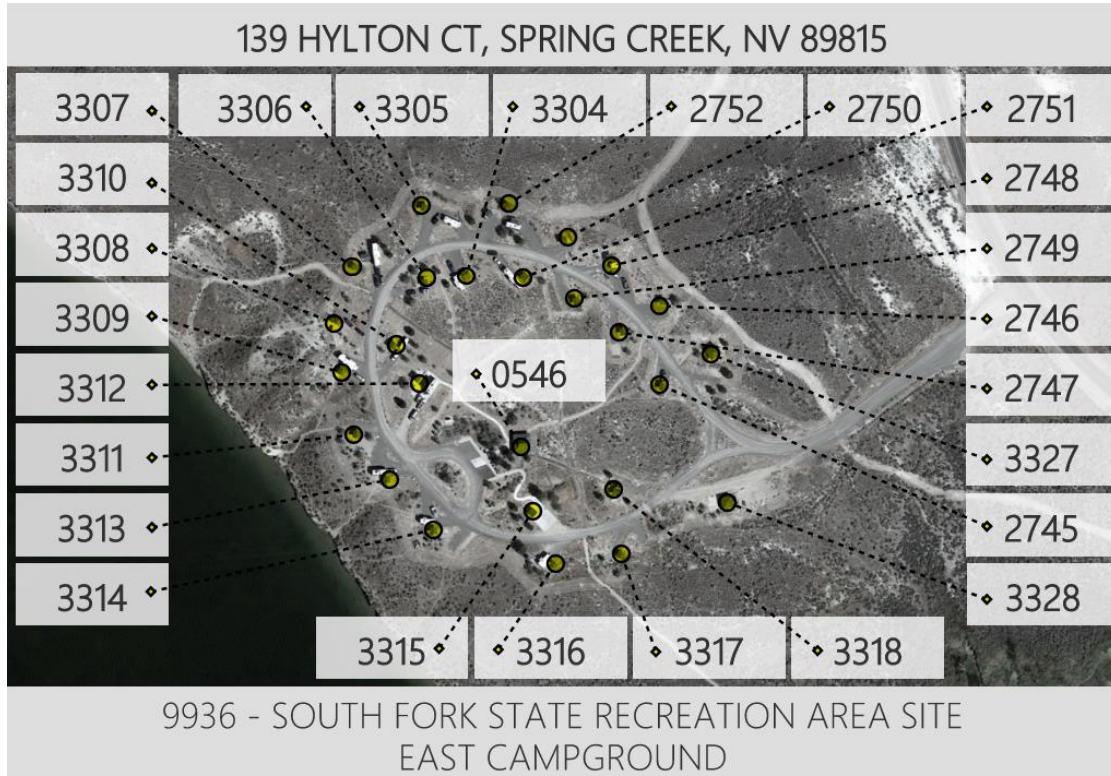 139 HYLTON CT, SPRING CREEK, NV 89815
3307 3306 3305 3304 2752 2750 2751
3310 2748
3308 2749
3309 2746
0546
3312 2747
3311 3327
3313 2745
3314 3328
3315 3316 3317 3318
9936 - SOUTH FORK STATE RECREATION AREA SITE
EAST CAMPGROUND